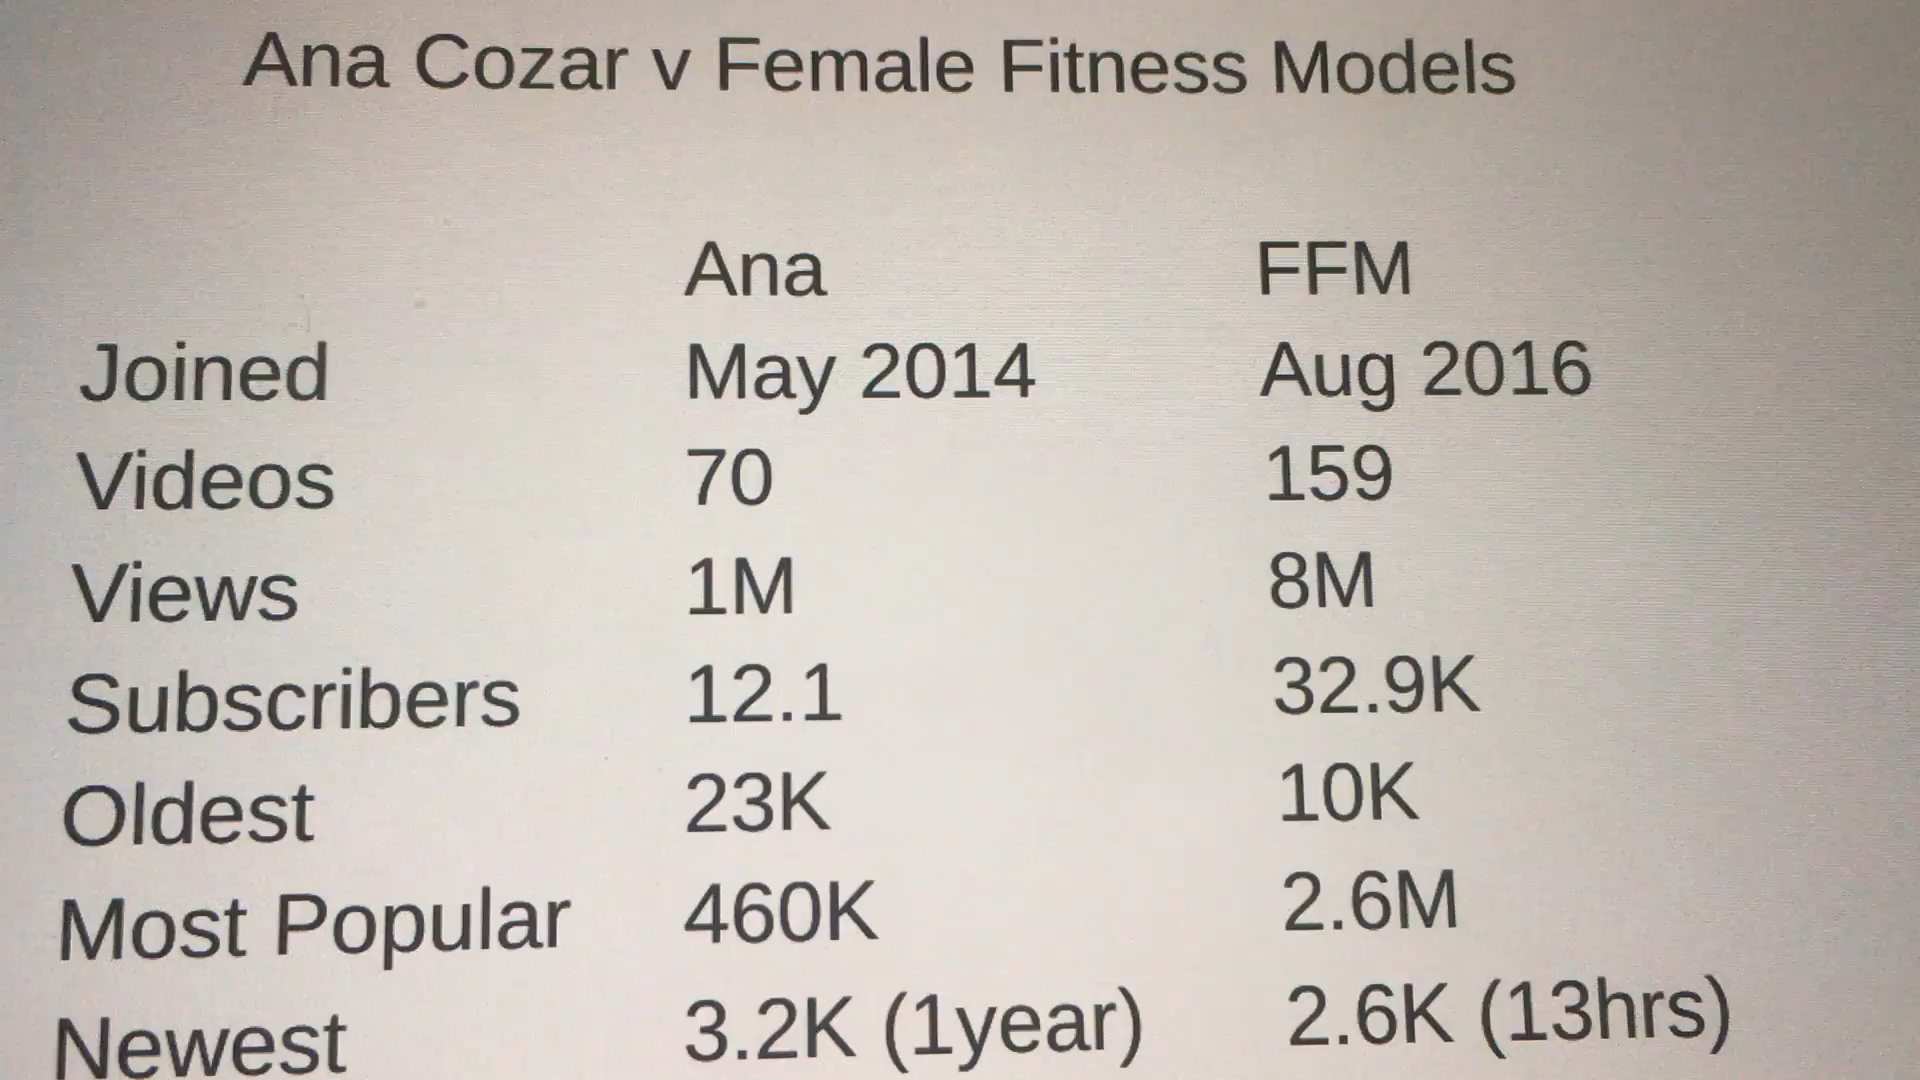 Ana Cozar v Female Fitness Models
Ana FFM
Joined May 2014 Aug 2016
Videos 70 159
Views 1M 8M
Subscribers 12.1 32.9K
Oldest 23K 10K
Most Popular 460K 2.6M
Newest 3.2K (1year) 2.6K (13hrs)